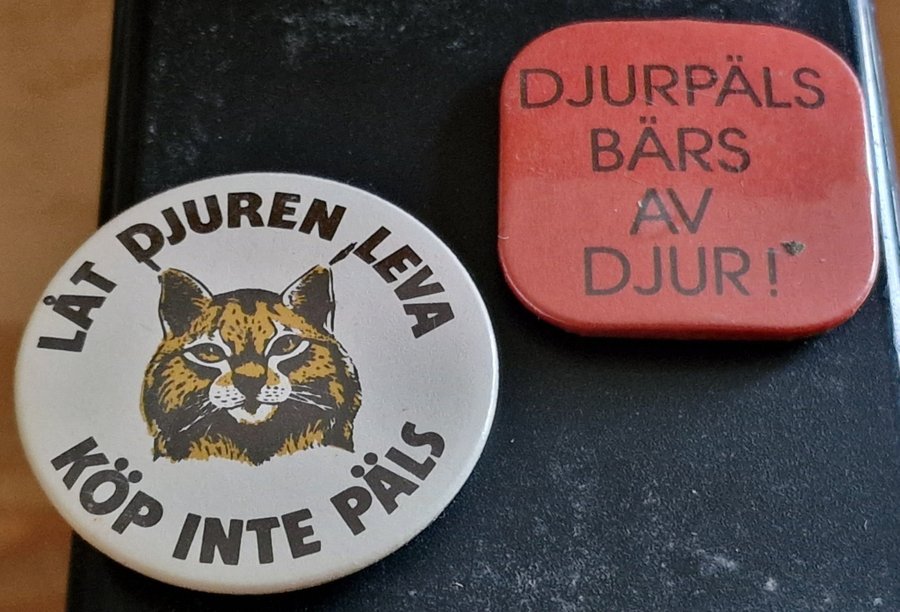 LÅT DJUREN LEVA
KÖP INTE PÄLS
DJURPÄLS
BÄRS
AV
DJUR!